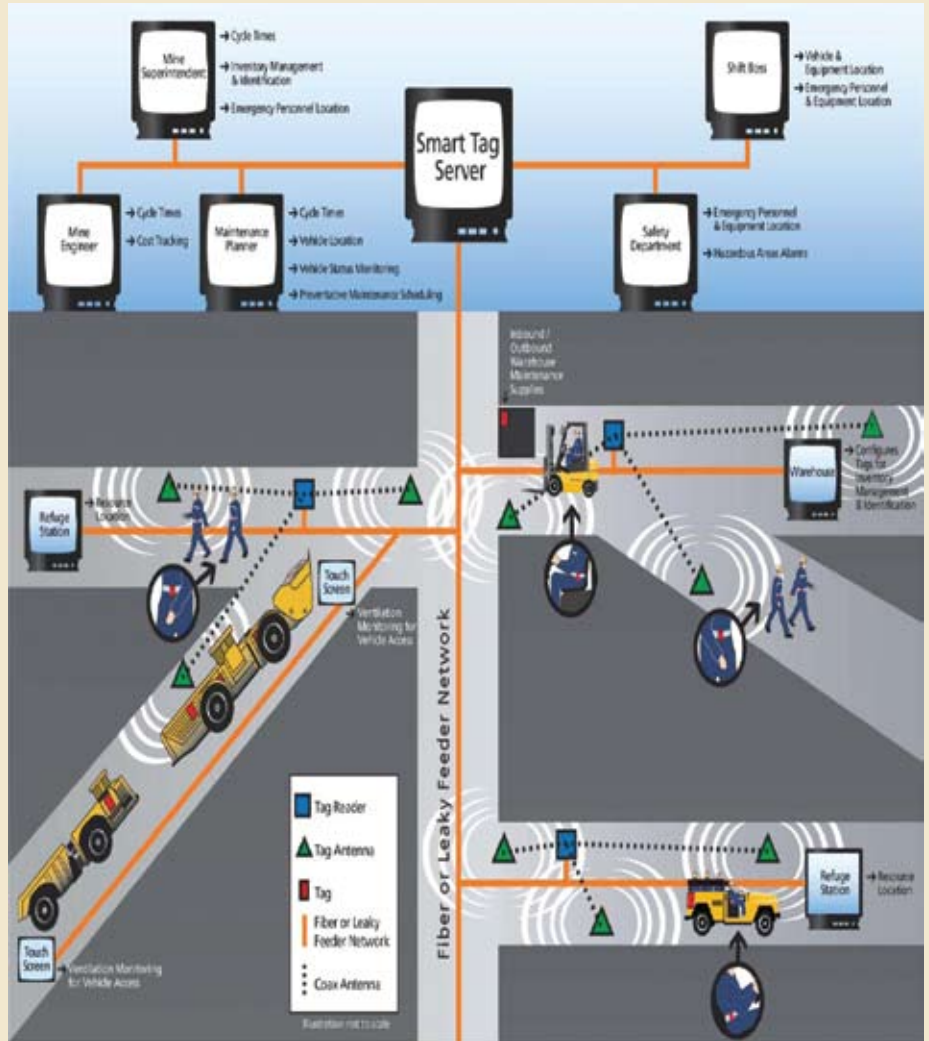 Mine
Superintendent
→ Cycle Times
→ Inventory Management
& Identification
→ Emergency Personnel Location
Smart Tag
Server
Shift Boss
→ Vehicle &
Equipment Location
→ Emergency Personnel
& Equipment Location
Mine
Engineer
→ Cycle Times
→ Cost Tracking
Maintenance
Planner
→ Cycle Times
→ Vehicle Location
→ Vehicle Status Monitoring
→ Preventative Maintenance Scheduling
Safety
Department
→ Emergency Personnel
& Equipment Location
→ Hazardous Areas Alarms
Inbound /
Outbound
Warehouse
Maintenance
Supplies
Warehouse
→ Configures
Tags for
Inventory
Management
& Identification
Refuge
Station
→ Resource
Location
Touch
Screen
→ Ventilation
Monitoring for
Vehicle Access
Fiber or Leaky Feeder Network
Tag Reader
Tag Antenna
Tag
Fiber or Leaky
Feeder Network
Coax Antenna
Illustration not to scale
Touch
Screen
→ Ventilation Monitoring
for Vehicle Access
Refuge
Station
→ Resource
Location